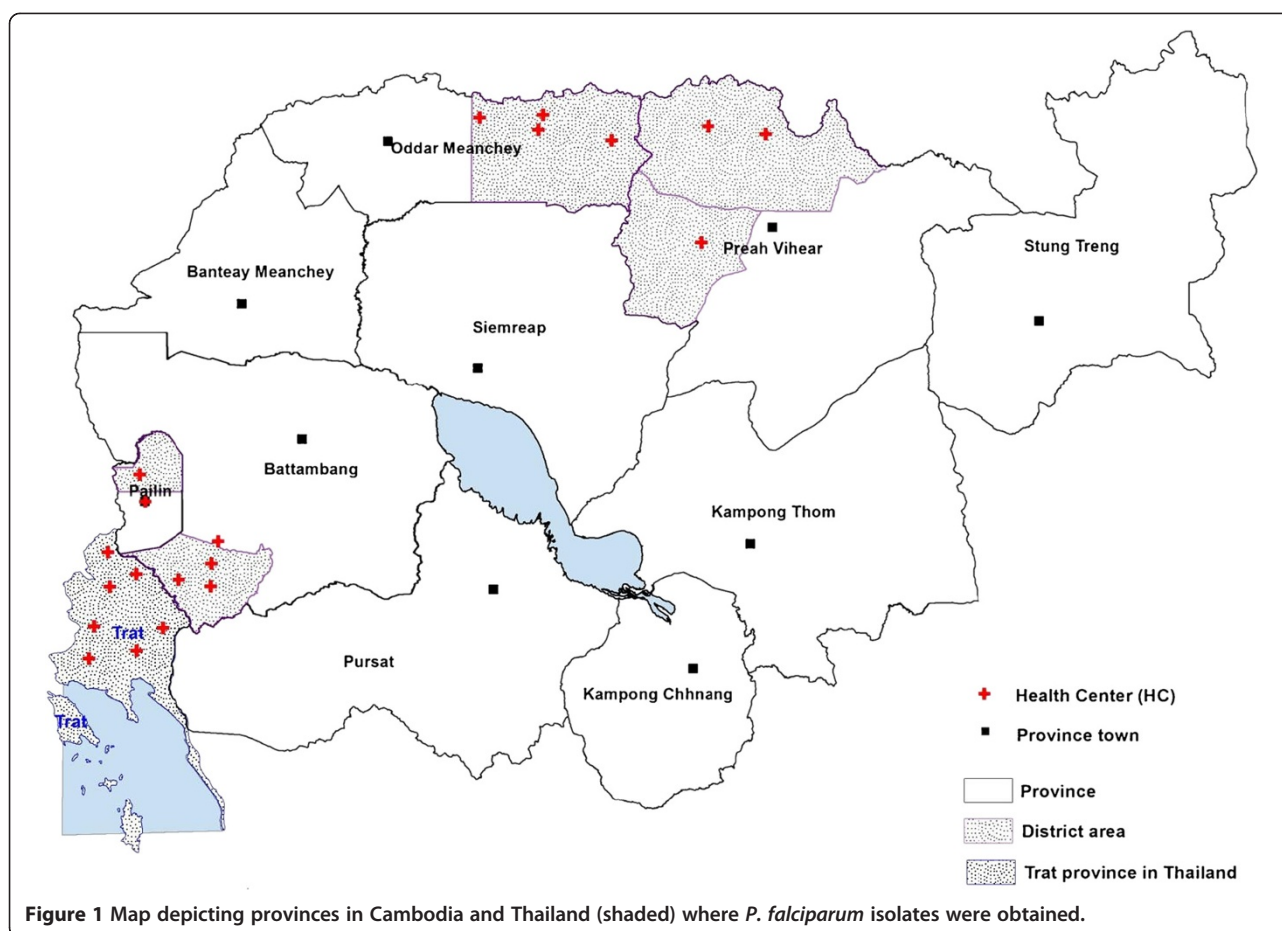 Oddar Meanchey
Preah Vihear
Stung Treng
Banteay Meanchey
Siemreap
Battambang
Pailin
Kampong Thom
Trat
Pursat
Kampong Chhnang
Trat
Health Center (HC)
Province town
Province
District area
Trat province in Thailand
Figure 1 Map depicting provinces in Cambodia and Thailand (shaded) where P. falciparum isolates were obtained.